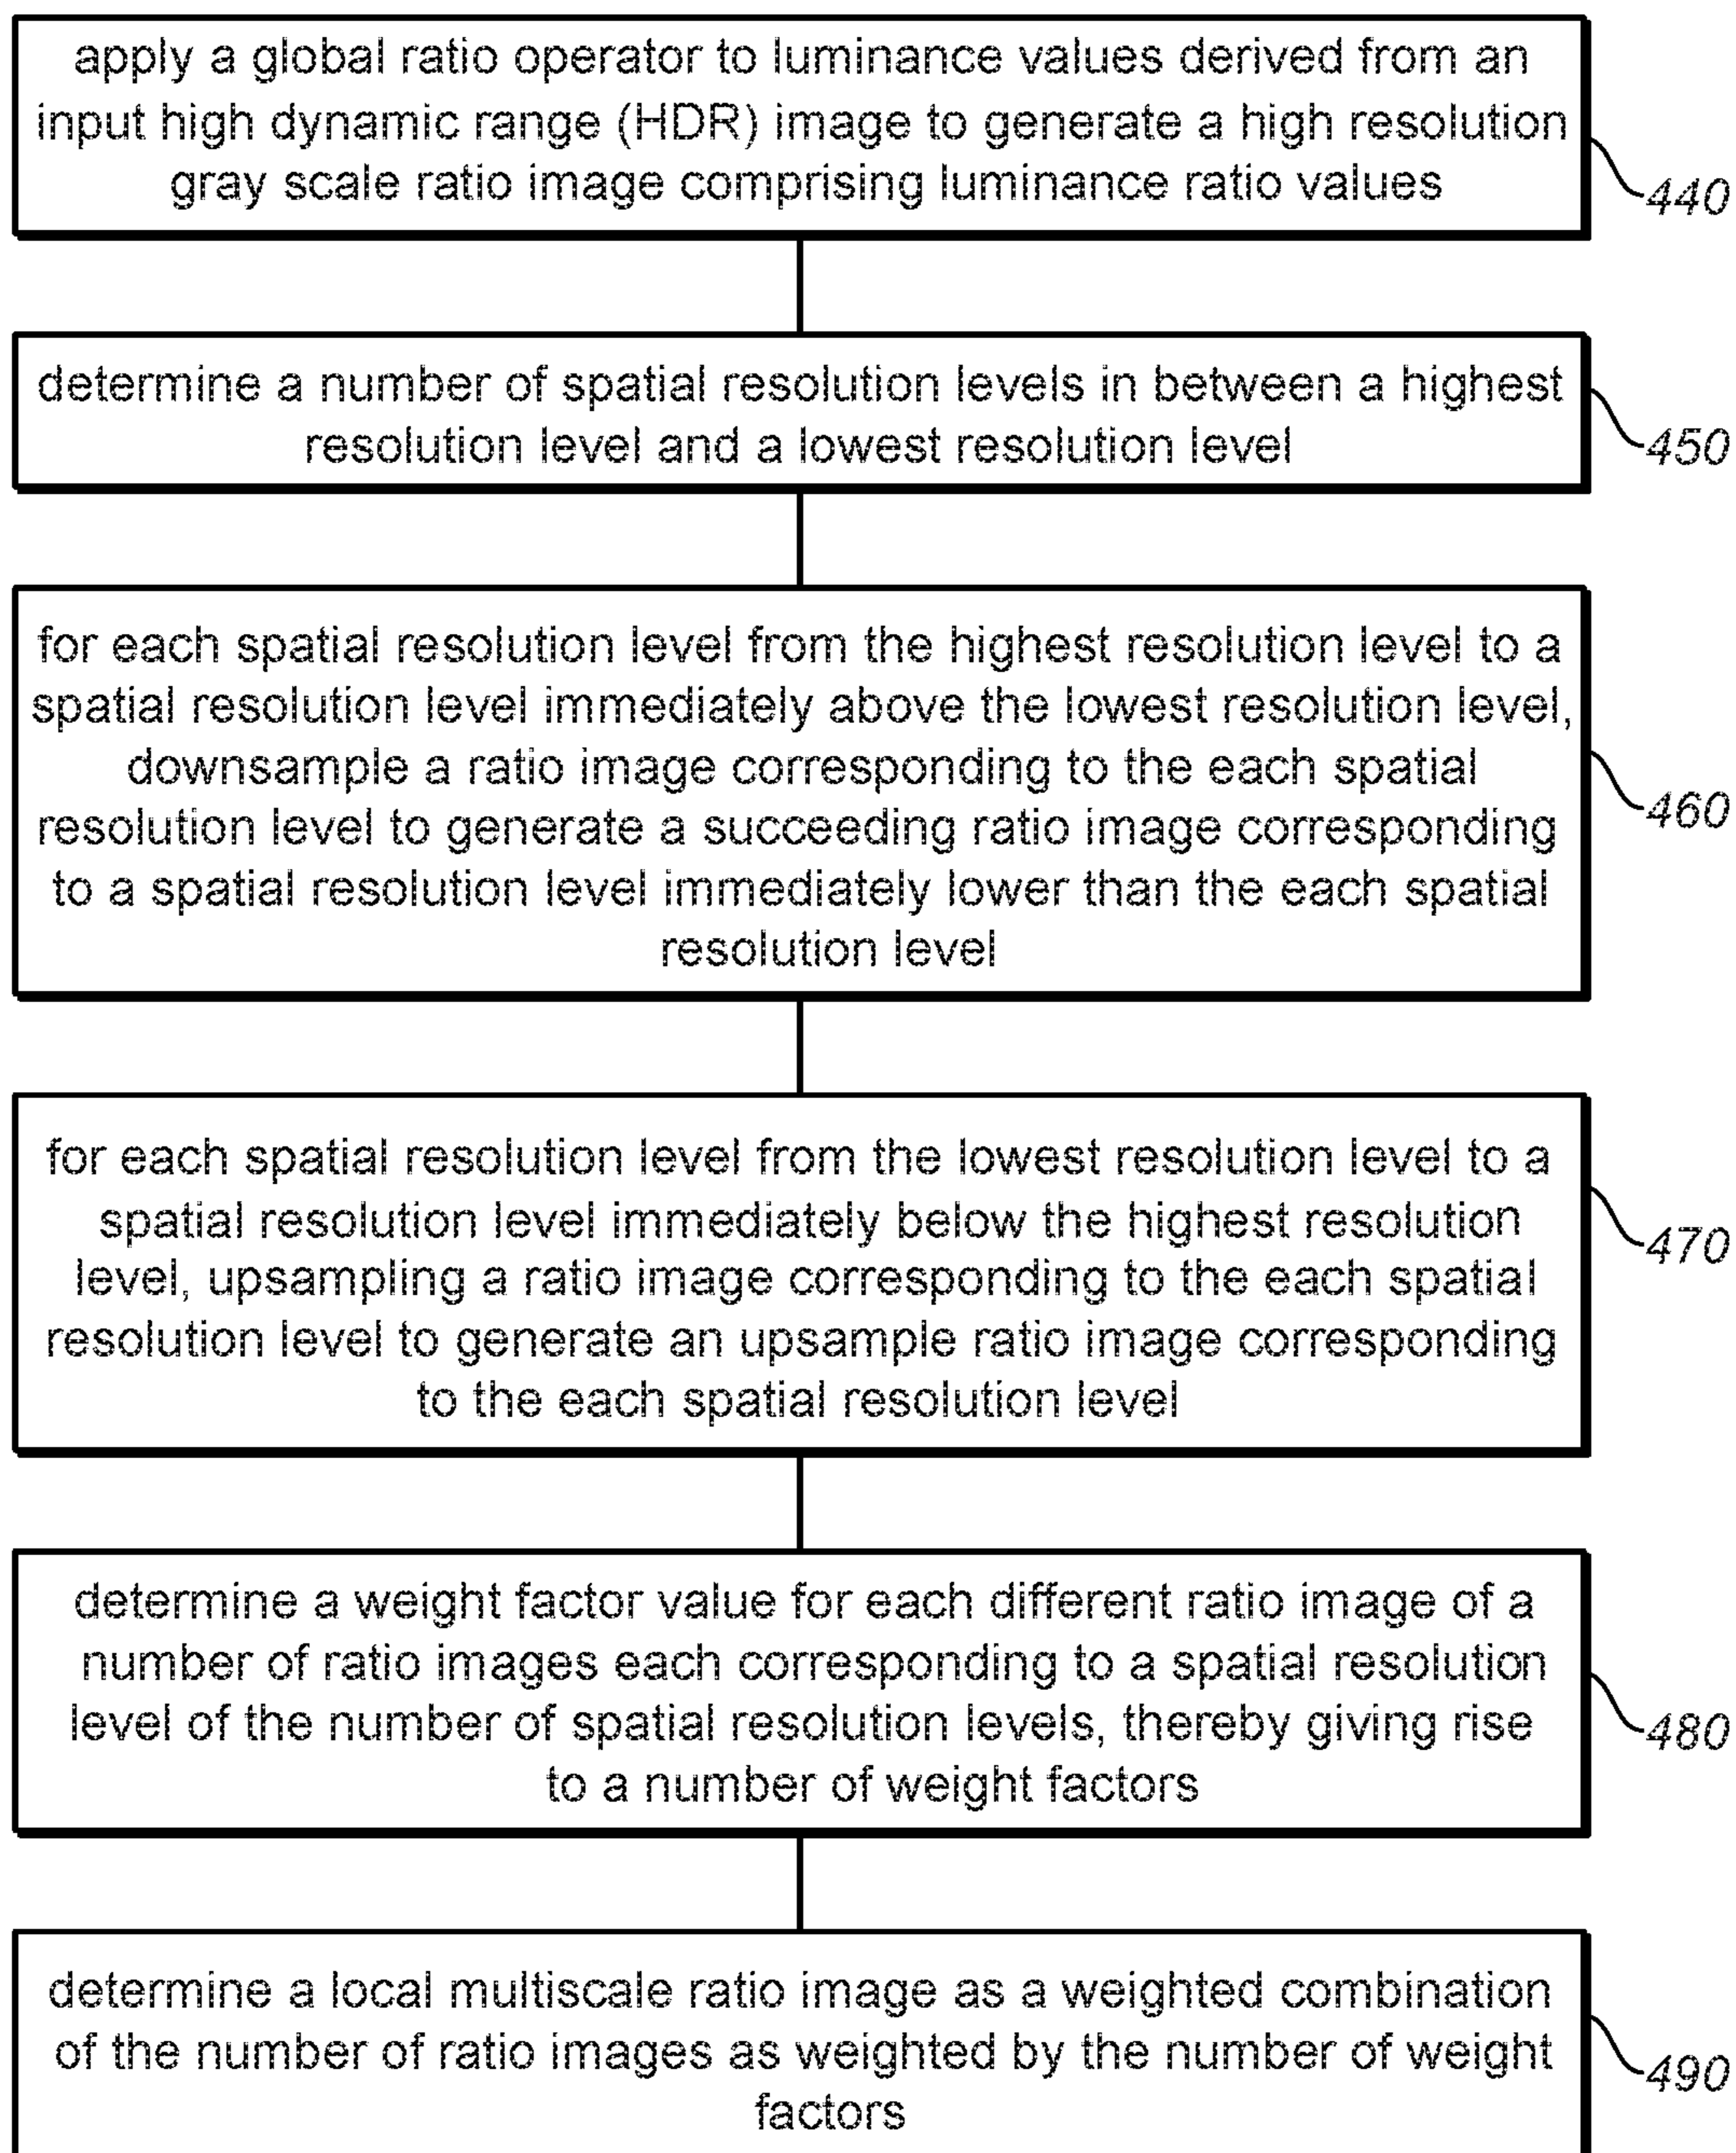 apply a global ratio operator to luminance values derived from an
input high dynamic range (HDR) image to generate a high resolution
gray scale ratio image comprising luminance ratio values
440
determine a number of spatial resolution levels in between a highest
resolution level and a lowest resolution level
450
for each spatial resolution level from the highest resolution level to a
spatial resolution level immediately above the lowest resolution level,
downsample a ratio image corresponding to the each spatial
resolution level to generate a succeeding ratio image corresponding
to a spatial resolution level immediately lower than the each spatial
resolution level
460
for each spatial resolution level from the lowest resolution level to a
spatial resolution level immediately below the highest resolution
level, upsampling a ratio image corresponding to the each spatial
resolution level to generate an upsample ratio image corresponding
to the each spatial resolution level
470
determine a weight factor value for each different ratio image of a
number of ratio images each corresponding to a spatial resolution
level of the number of spatial resolution levels, thereby giving rise
to a number of weight factors
480
determine a local multiscale ratio image as a weighted combination
of the number of ratio images as weighted by the number of weight
factors
490